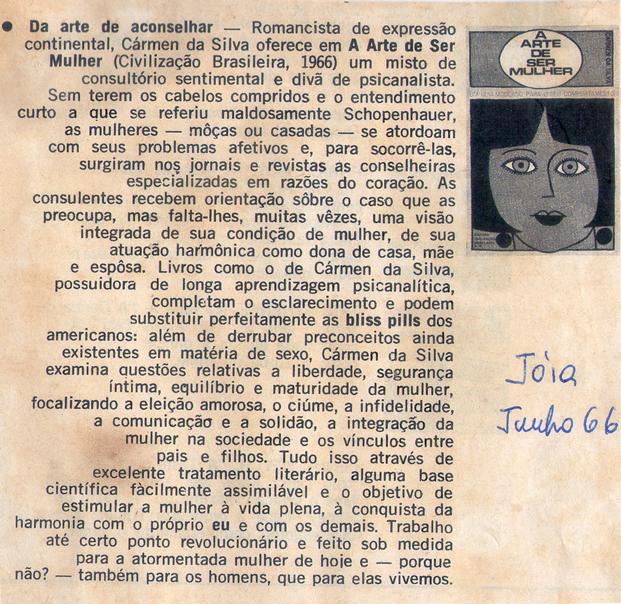 ● Da arte de aconselhar — Romancista de expressão
continental, Cármen da Silva oferece em A Arte de Ser
Mulher (Civilização Brasileira, 1966) um misto de
consultório sentimental e divã de psicanalista.
Sem terem os cabelos compridos e o entendimento
curto a que se referiu maldosamente Schopenhauer,
as mulheres — môças ou casadas — se atordoam
com seus problemas afetivos e, para socorrê-las,
surgiram nos jornais e revistas as conselheiras
especializadas em razões do coração. As
consulentes recebem orientação sôbre o caso que as
preocupa, mas falta-lhes, muitas vêzes, uma visão
integrada de sua condição de mulher, de sua
atuação harmônica como dona de casa, mãe
e espôsa. Livros como o de Cármen da Silva,
possuidora de longa aprendizagem psicanalítica,
completam o esclarecimento e podem
substituir perfeitamente as bliss pills dos
americanos: além de derrubar preconceitos ainda
existentes em matéria de sexo, Cármen da Silva
examina questões relativas a liberdade, segurança
íntima, equilíbrio e maturidade da mulher,
focalizando a eleição amorosa, o ciúme, a infidelidade,
a comunicação e a solidão, a integração da
mulher na sociedade e os vínculos entre
pais e filhos. Tudo isso através de
excelente tratamento literário, alguma base
científica fàcilmente assimilável e o objetivo de
estimular a mulher à vida plena, à conquista da
harmonia com o próprio eu e com os demais. Trabalho
até certo ponto revolucionário e feito sob medida
para a atormentada mulher de hoje e — porque
não? — também para os homens, que para elas vivemos.
A
ARTE
DE SER
MULHER
CARMEN DA SILVA
Jóia
Junho 66